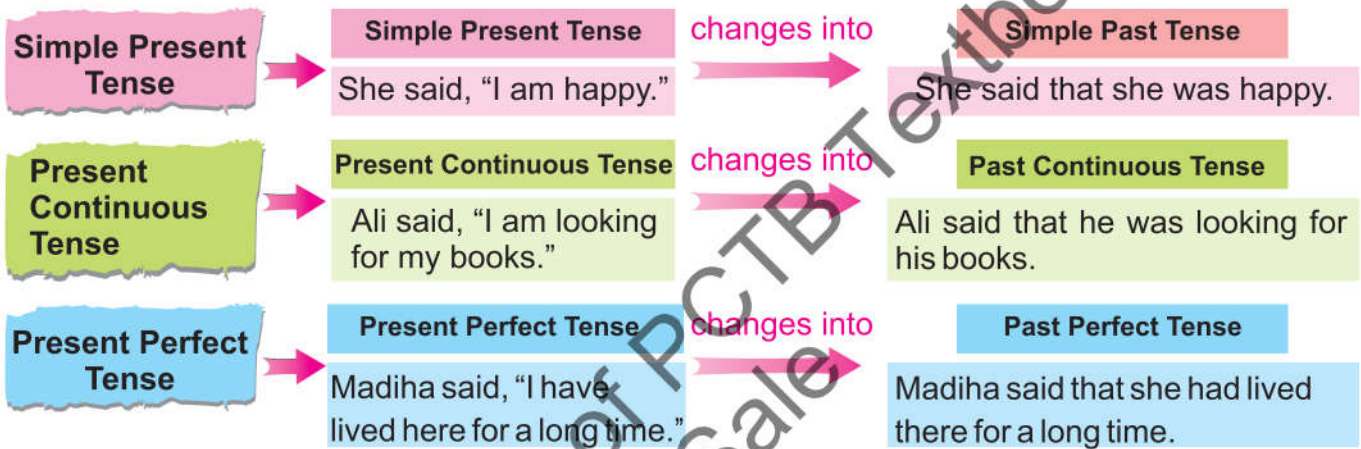 Simple Present
Tense
Simple Present Tense
She said, “I am happy.”
changes into
Simple Past Tense
She said that she was happy.
Present
Continuous
Tense
Present Continuous Tense
Ali said, “I am looking
for my books.”
changes into
Past Continuous Tense
Ali said that he was looking for
his books.
Present Perfect
Tense
Present Perfect Tense
Madiha said, “I have
lived here for a long time.”
changes into
Past Perfect Tense
Madiha said that she had lived
there for a long time.
of PCTB
Sale